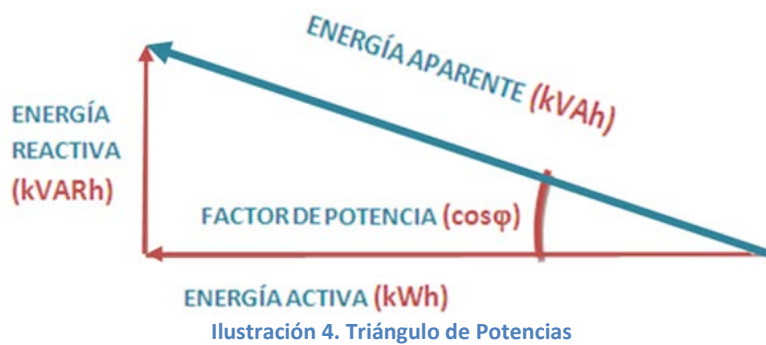 ENERGÍA APARENTE (kVAh)
ENERGÍA
REACTIVA
(kVARh)
FACTOR DE POTENCIA (cosφ)
ENERGÍA ACTIVA (kWh)
Ilustración 4. Triángulo de Potencias